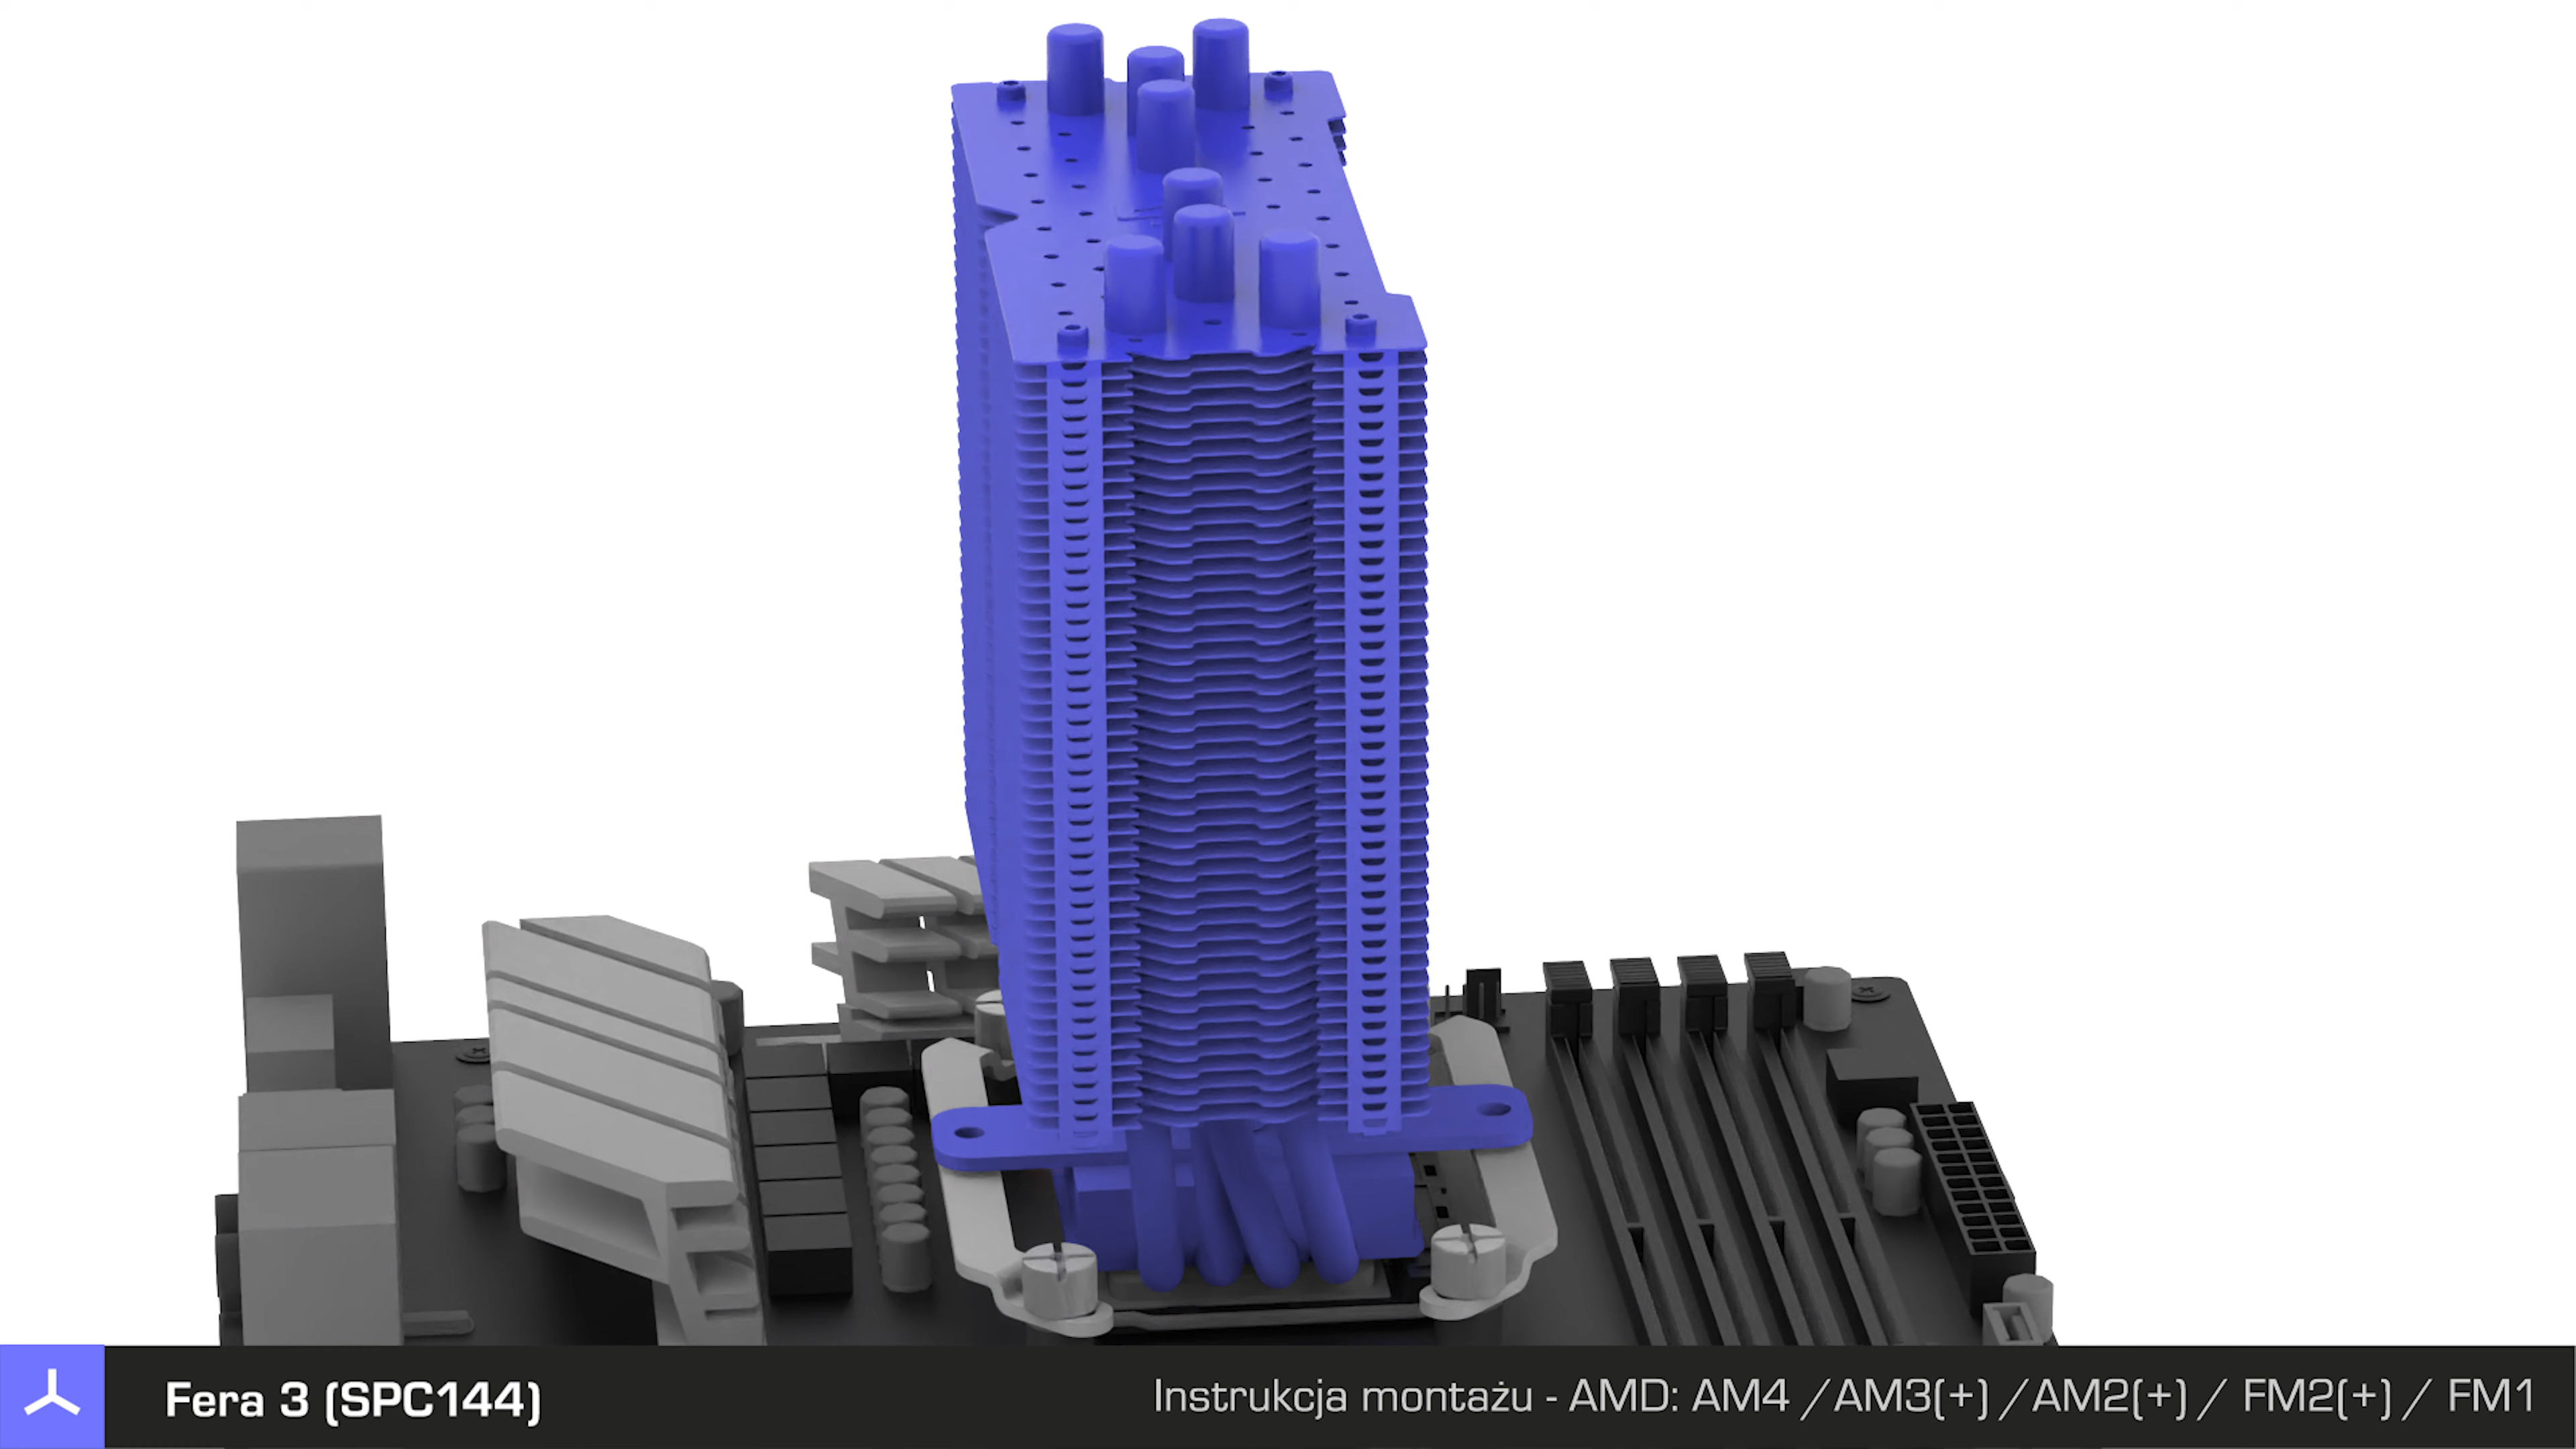 Fera 3 (SPC144)
Instrukcja montażu - AMD: AM4 / AM3(+) / AM2(+) / FM2(+) / FM1